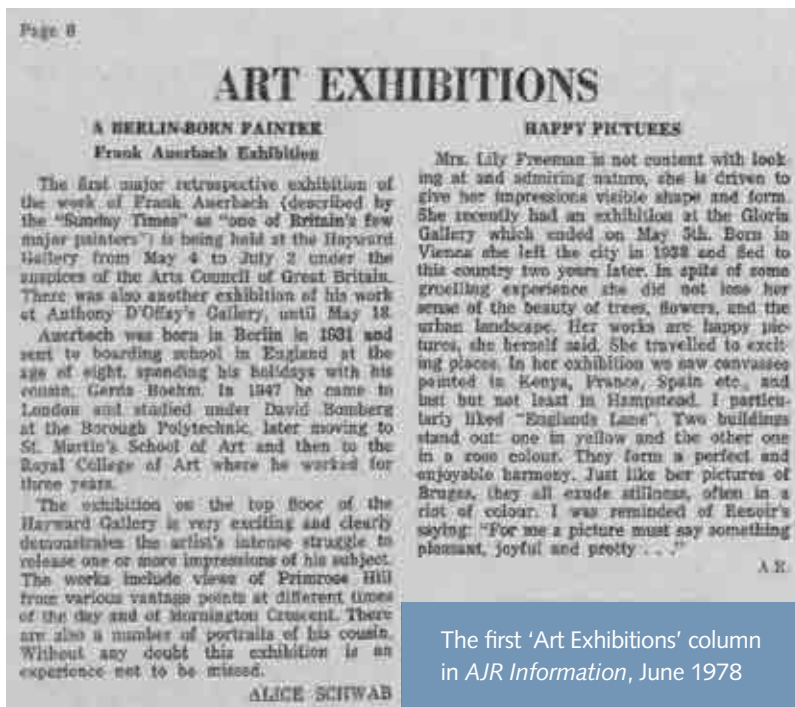 Page 8
ART EXHIBITIONS
A BERLIN-BORN PAINTER
Frank Auerbach Exhibition
The first major retrospective exhibition of
the work of Frank Auerbach (described by
the "Sunday Times" as "one of Britain's few
major painters") is being held at the Hayward
Gallery from May 4 to July 2 under the
auspices of the Arts Council of Great Britain.
There was also another exhibition of his work
at Anthony D'Offay's Gallery, until May 18.
Auerbach was born in Berlin in 1931 and
sent to boarding school in England at the
age of eight, spending his holidays with his
cousin, Gerda Boehm. In 1947 he came to
London and studied under David Bomberg
at the Borough Polytechnic, later moving to
St. Martin's School of Art and then to the
Royal College of Art where he worked for
three years.
The exhibition on the top floor of the
Hayward Gallery is very exciting and clearly
demonstrates the artist's intense struggle to
release one or more impressions of his subject.
The works include views of Primrose Hill
from various vantage points at different times
of the day and of Mornington Crescent. There
are also a number of portraits of his cousin.
Without any doubt this exhibition is an
experience not to be missed.
ALICE SCHWAB
HAPPY PICTURES
Mrs. Lily Freeman is not content with look-
ing at and admiring nature, she is driven to
give her impressions visible shape and form.
She recently had an exhibition at the Gloria
Gallery which ended on May 5th. Born in
Vienna she left the city in 1938 and fled to
this country two years later. In spite of some
gruelling experience she did not lose her
sense of the beauty of trees, flowers, and the
urban landscape. Her works are happy pic-
tures, she herself said. She travelled to excit-
ing places. In her exhibition we saw canvasses
painted in Kenya, France, Spain etc., and
last but not least in Hampstead. I particu-
larly liked "Englands Lane". Two buildings
stand out: one in yellow and the other one
in a rose colour. They form a perfect and
enjoyable harmony. Just like her pictures of
Bruges, they all exude stillness, often in a
riot of colour. I was reminded of Renoir's
saying: "For me a picture must say something
pleasant, joyful and pretty . . ."
The first 'Art Exhibitions' column
in AJR Information, June 1978